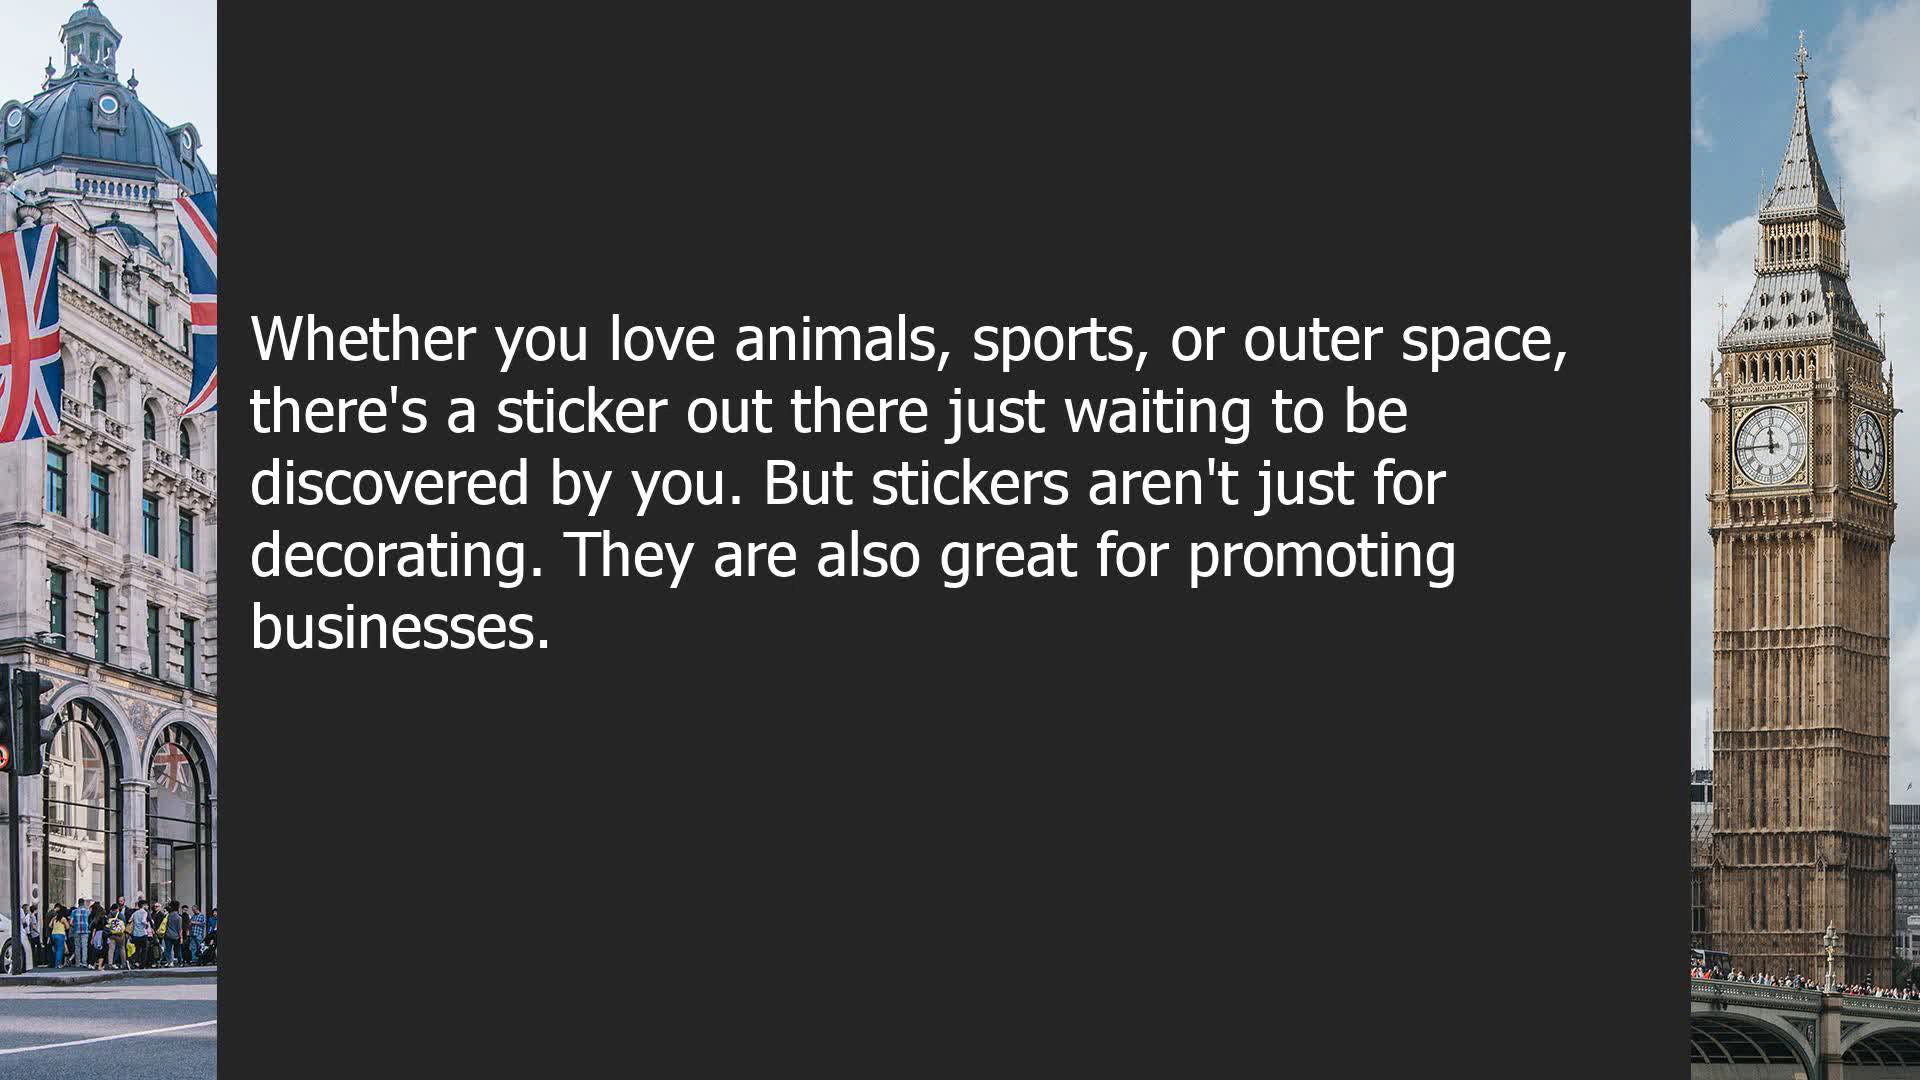 Whether you love animals, sports, or outer space,
there's a sticker out there just waiting to be
discovered by you. But stickers aren't just for
decorating. They are also great for promoting
businesses.